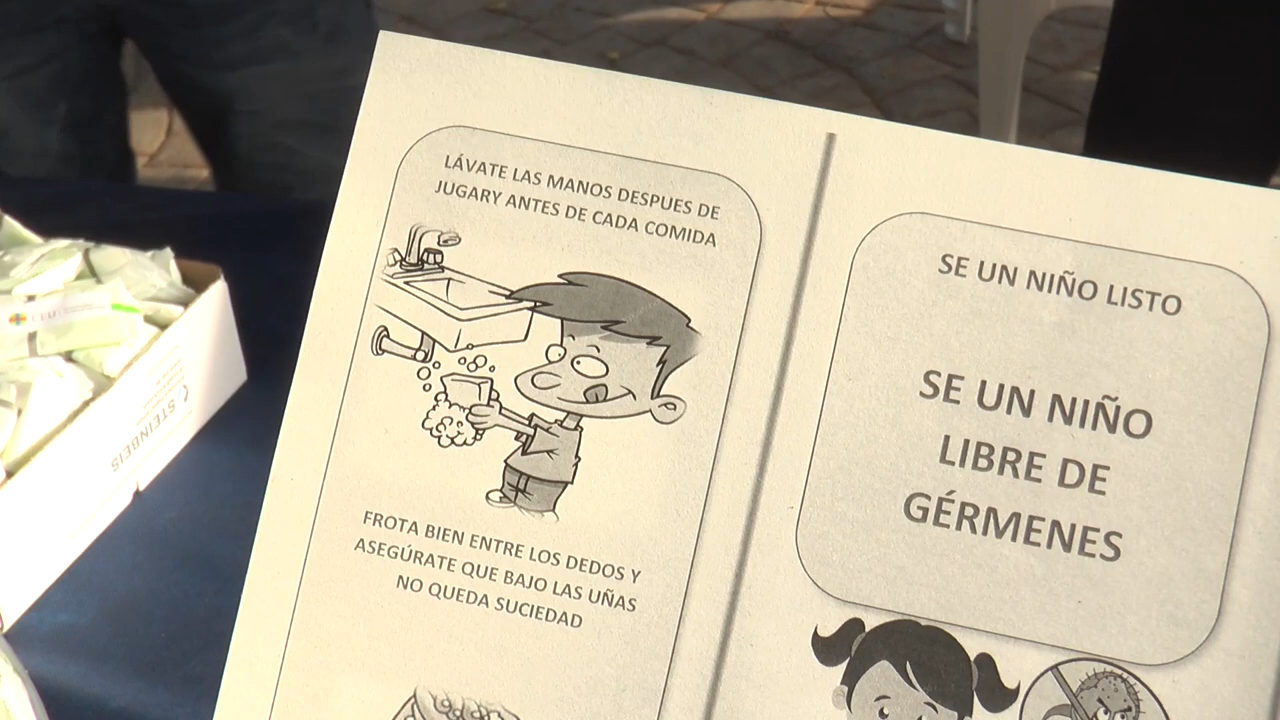 LÁVATE LAS MANOS DESPUES DE
JUGARY ANTES DE CADA COMIDA
FROTA BIEN ENTRE LOS DEDOS Y
ASEGÚRATE QUE BAJO LAS UÑAS
NO QUEDA SUCIEDAD
SE UN NIÑO LISTO
SE UN NIÑO
LIBRE DE
GÉRMENES
STEINBEIS